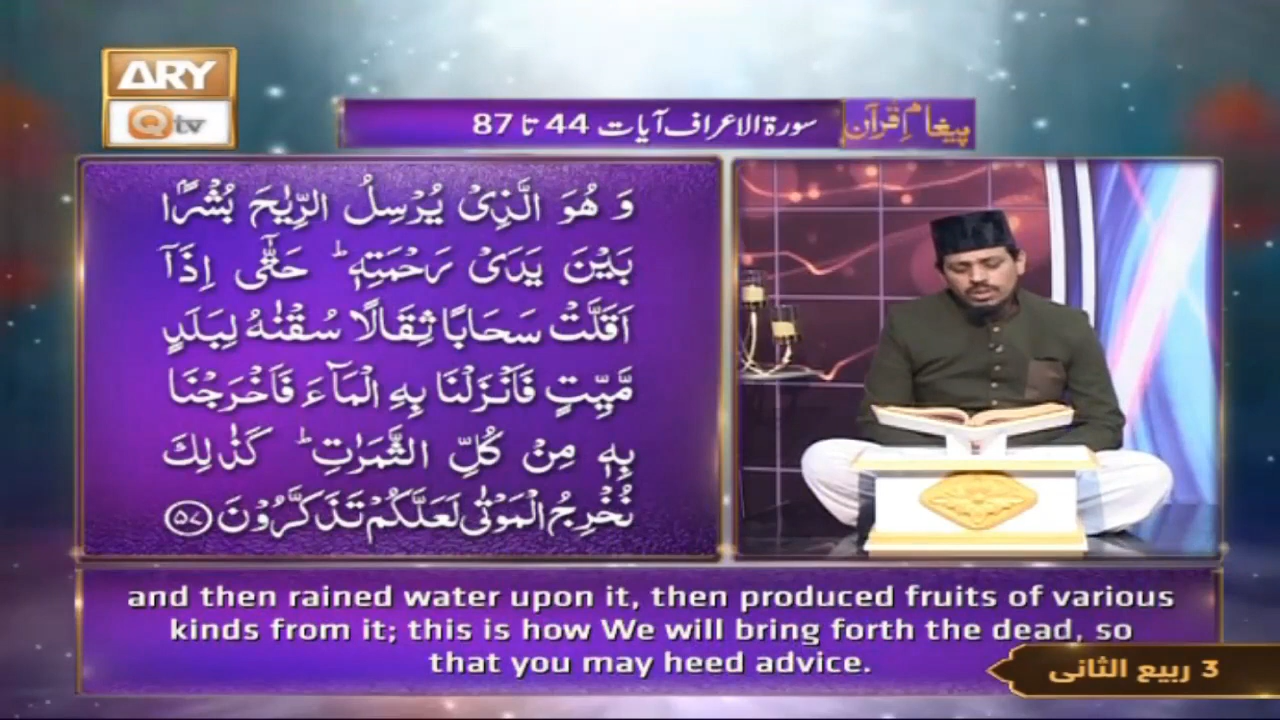 ARY
Qtv
پیغامِ قرآن
سورۃ الاعراف آیات 44 تا 87
وَ هُوَ الَّذِیْ یُرْسِلُ الرِّیٰحَ بُشْرًۢا
بَیْنَ یَدَیْ رَحْمَتِهٖؕ حَتّٰۤی اِذَاۤ
اَقَلَّتْ سَحَابًا ثِقَالًا سُقْنٰهُ لِبَلَدٍ
مَّیِّتٍ فَاَنْزَلْنَا بِهِ الْمَآءَ فَاَخْرَجْنَا
بِهٖ مِنْ كُلِّ الثَّمَرٰتِؕ كَذٰلِكَ
نُخْرِجُ الْمَوْتٰی لَعَلَّكُمْ تَذَكَّرُوْنَ ۵۷
and then rained water upon it, then produced fruits of various
kinds from it; this is how We will bring forth the dead, so
that you may heed advice.
3 ربیع الثانی